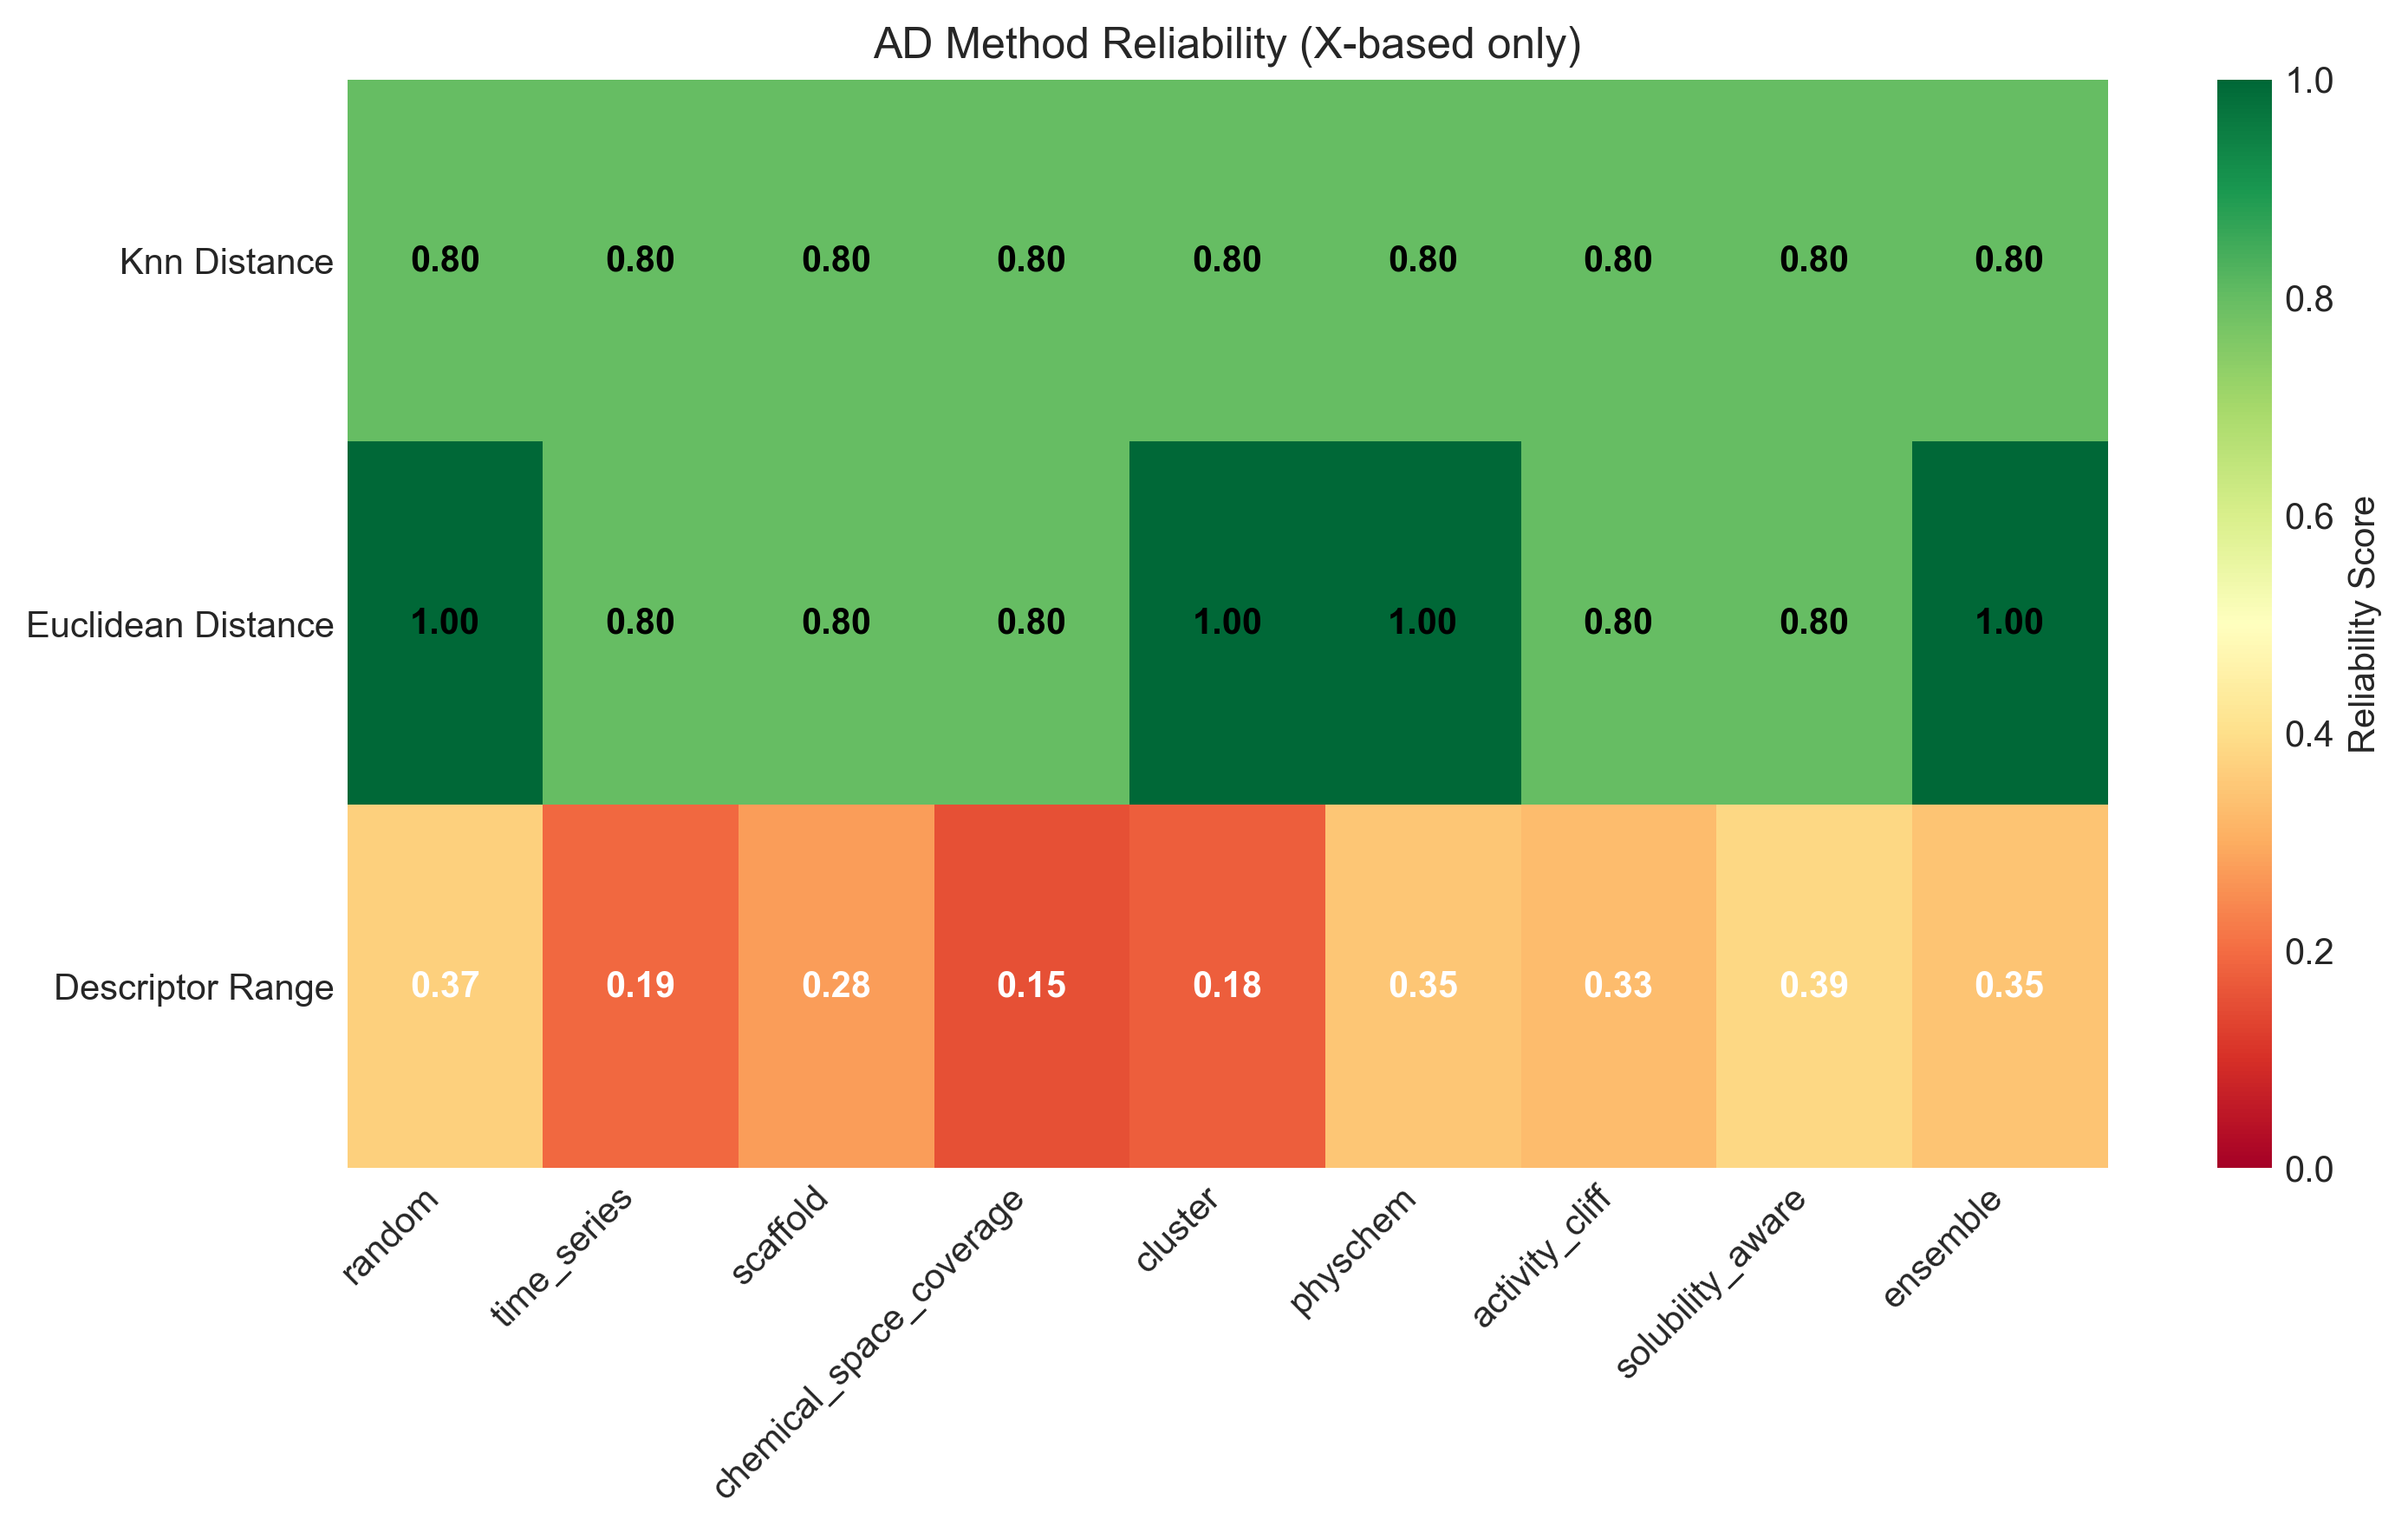 AD Method Reliability (X-based only)
Knn Distance 0.80 0.80 0.80 0.80 0.80 0.80 0.80 0.80 0.80
Euclidean Distance 1.00 0.80 0.80 0.80 1.00 1.00 0.80 0.80 1.00
Descriptor Range 0.37 0.19 0.28 0.15 0.18 0.35 0.33 0.39 0.35
random
time_series
scaffold
chemical_space_coverage
cluster
physchem
activity_cliff
solubility_aware
ensemble
1.0
0.8
0.6
0.4
0.2
0.0
Reliability Score